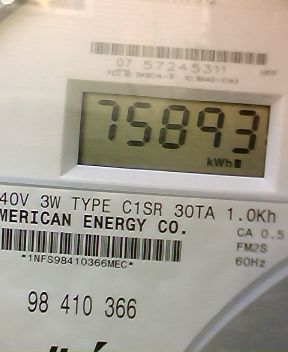 07 57245311
75893
kWh
40V 3W TYPE C1SR 30TA 1.0Kh
MERICAN ENERGY CO.
CA 0.5
FM2S
*1NFS98410366MEC*
60Hz
98 410 366